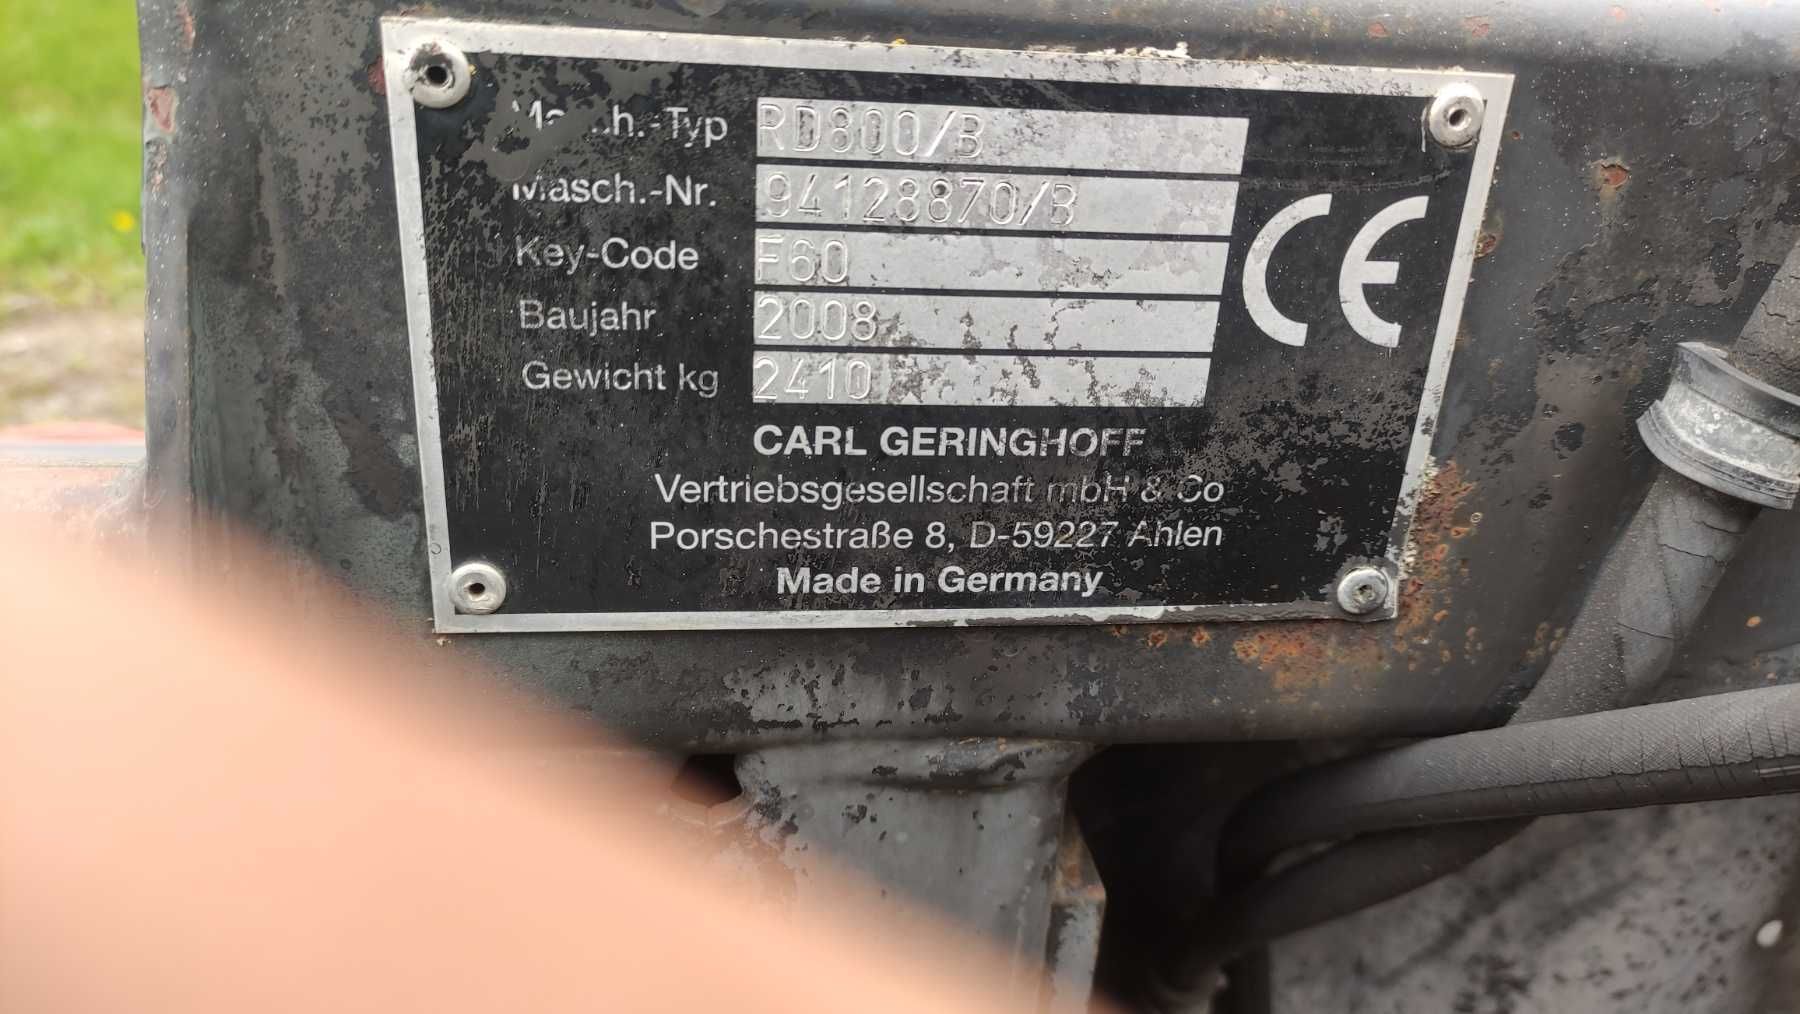 Masch.-Typ RD800/B
Masch.-Nr. 94128870/B
Key-Code F60
Baujahr 2008
Gewicht kg 2410
CE
CARL GERINGHOFF
Vertriebsgesellschaft mbH & Co
Porschestraße 8, D-59227 Ahlen
Made in Germany